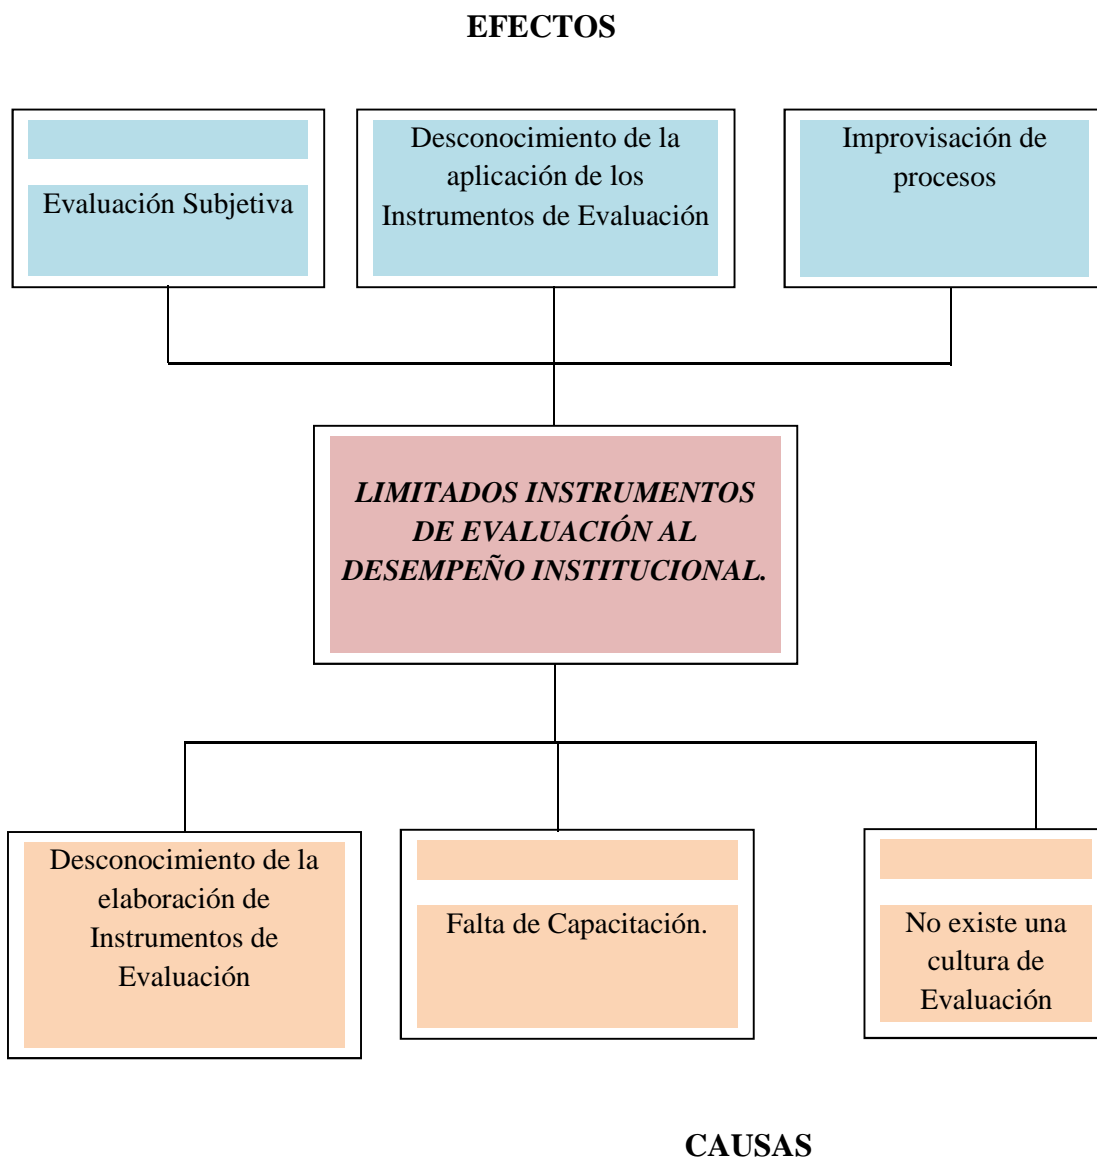 EFECTOS
Evaluación Subjetiva
Desconocimiento de la
aplicación de los
Instrumentos de Evaluación
Improvisación de
procesos
LIMITADOS INSTRUMENTOS
DE EVALUACIÓN AL
DESEMPEÑO INSTITUCIONAL.
Desconocimiento de la
elaboración de
Instrumentos de
Evaluación
Falta de Capacitación.
No existe una
cultura de
Evaluación
CAUSAS